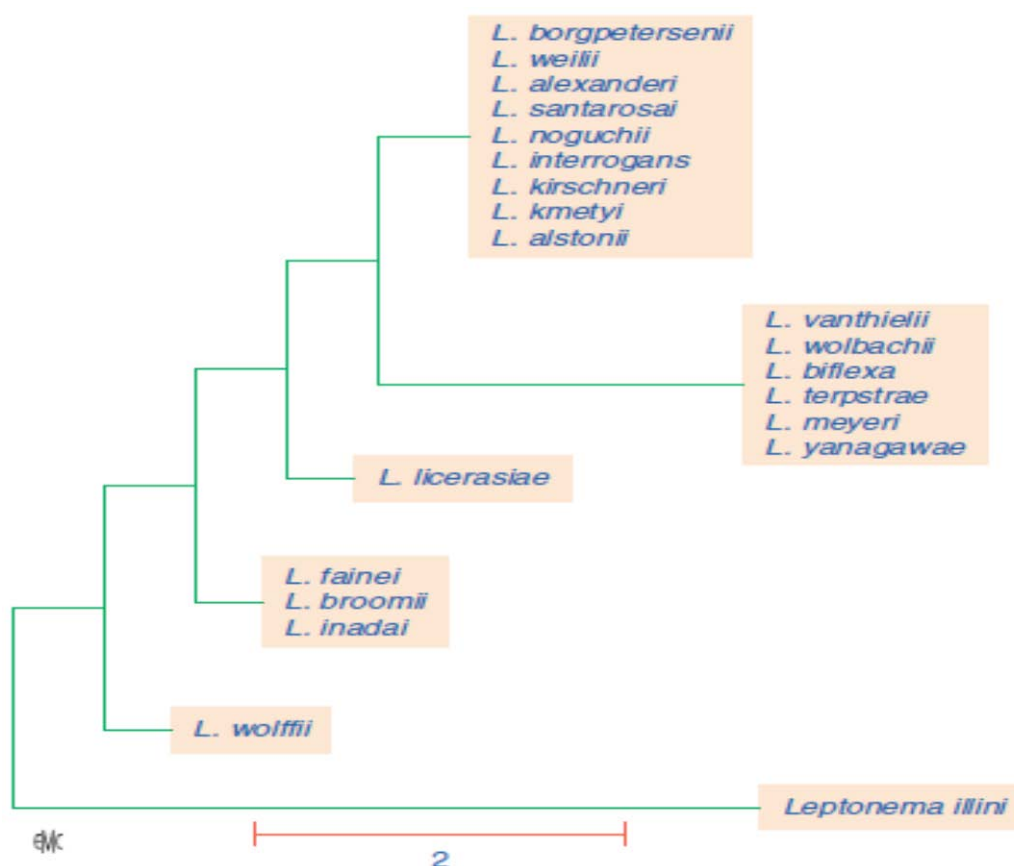 L. borgpetersenii
L. weilii
L. alexanderi
L. santarosai
L. noguchii
L. interrogans
L. kirschneri
L. kmetyi
L. alstonii
L. vanthielii
L. wolbachii
L. biflexa
L. terpstrae
L. meyeri
L. yanagawae
L. licerasiae
L. fainei
L. broomii
L. inadai
L. wolffii
Leptonema illini
2